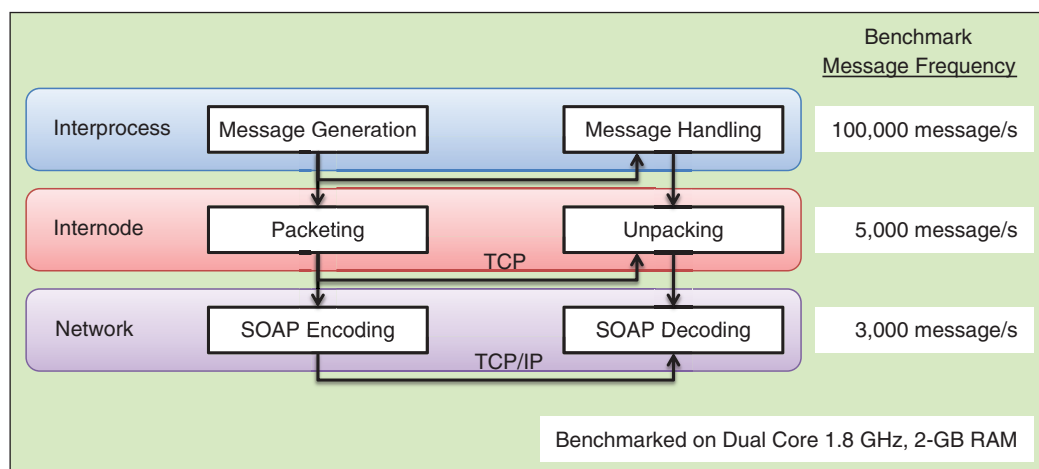 Benchmark
Message Frequency
Interprocess
Message Generation
Message Handling
100,000 message/s
Internode
Packeting
Unpacking
5,000 message/s
TCP
Network
SOAP Encoding
SOAP Decoding
3,000 message/s
TCP/IP
Benchmarked on Dual Core 1.8 GHz, 2-GB RAM